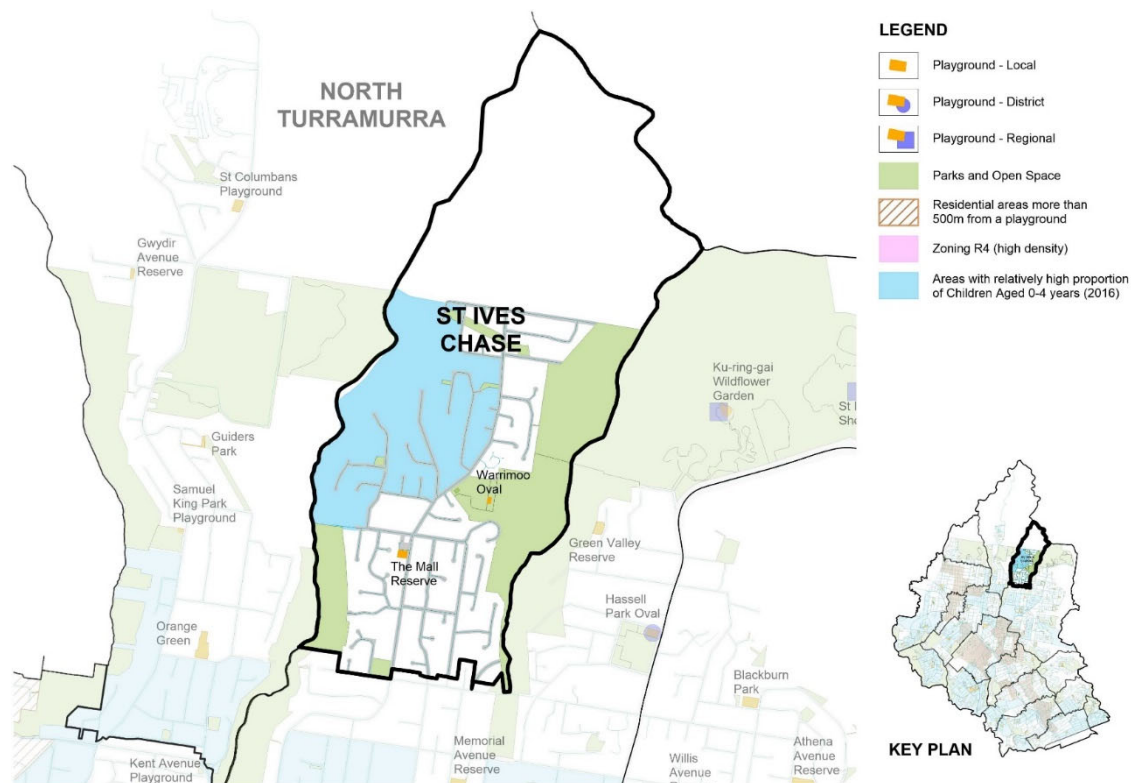 NORTH
TURRAMURRA
St Columbans
Playground
Gwydir
Avenue
Reserve
ST IVES
CHASE
Ku-ring-gai
Wildflower
Garden
Guiders
Park
Samuel
King Park
Playground
Warrimoo
Oval
Green Valley
Reserve
The Mall
Reserve
Hassell
Park Oval
Orange
Green
Blackburn
Park
Memorial
Avenue
Reserve
Kent Avenue
Playground
Willis
Avenue
Athena
Avenue
Reserve
LEGEND
Playground - Local
Playground - District
Playground - Regional
Parks and Open Space
Residential areas more than
500m from a playground
Zoning R4 (high density)
Areas with relatively high proportion
of Children Aged 0-4 years (2016)
KEY PLAN